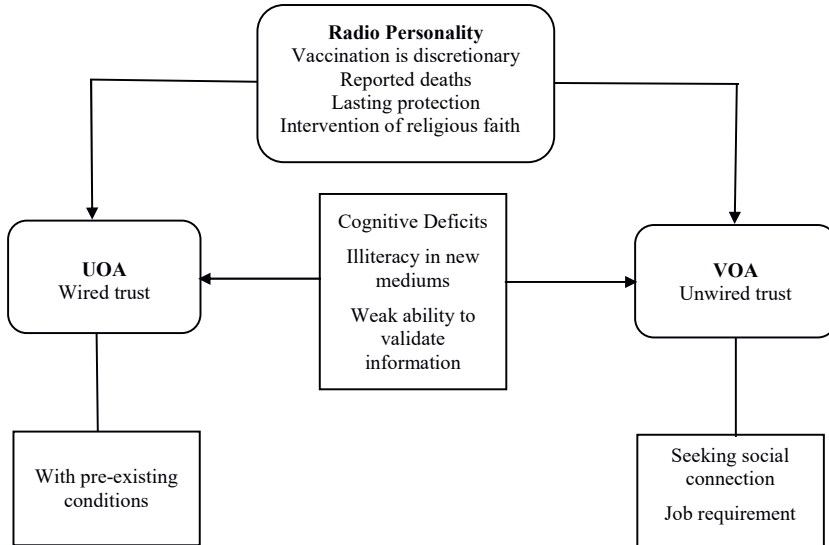 Radio Personality
Vaccination is discretionary
Reported deaths
Lasting protection
Intervention of religious faith
Cognitive Deficits
Illiteracy in new
mediums
Weak ability to
validate
information
UOA
Wired trust
VOA
Unwired trust
With pre-existing
conditions
Seeking social
connection
Job requirement